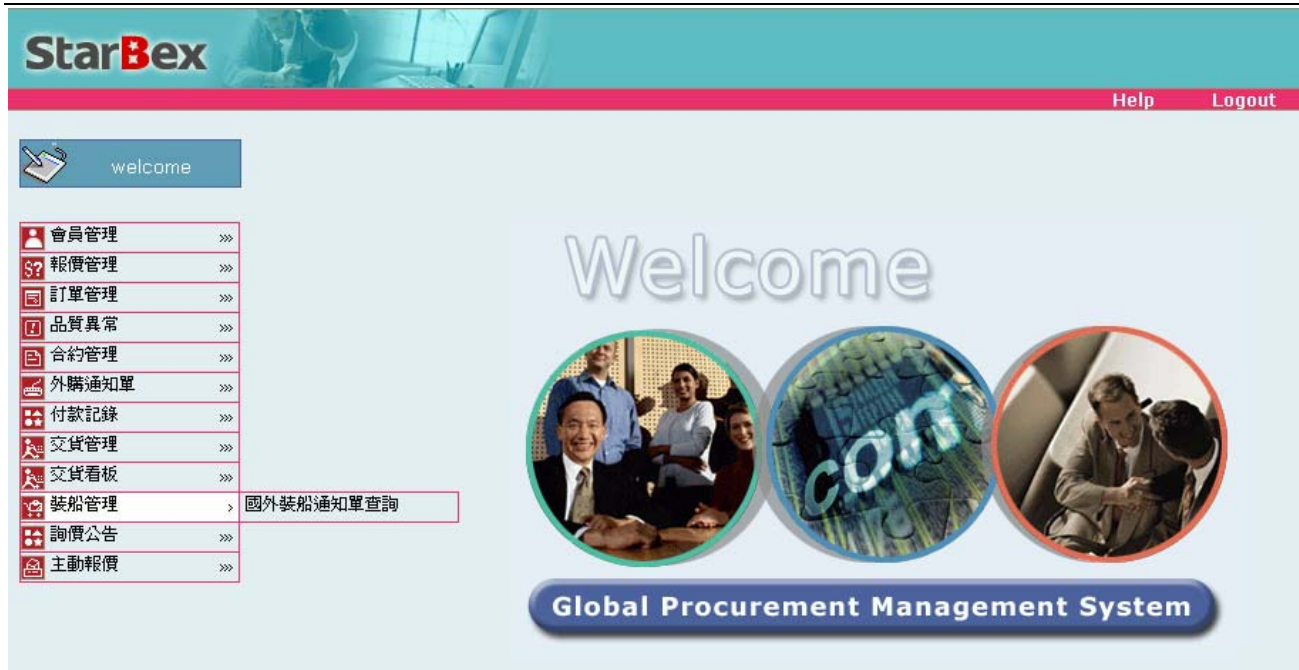 StarBex
Help Logout
welcome
會員管理 »»
報價管理 »»
訂單管理 »»
品質異常 »»
合約管理 »»
外購通知單 »»
付款記錄 »»
交貨管理 »»
交貨看板 »»
裝船管理 › 國外裝船通知單查詢
詢價公告 »»
主動報價 »»
Welcome
com
Global Procurement Management System